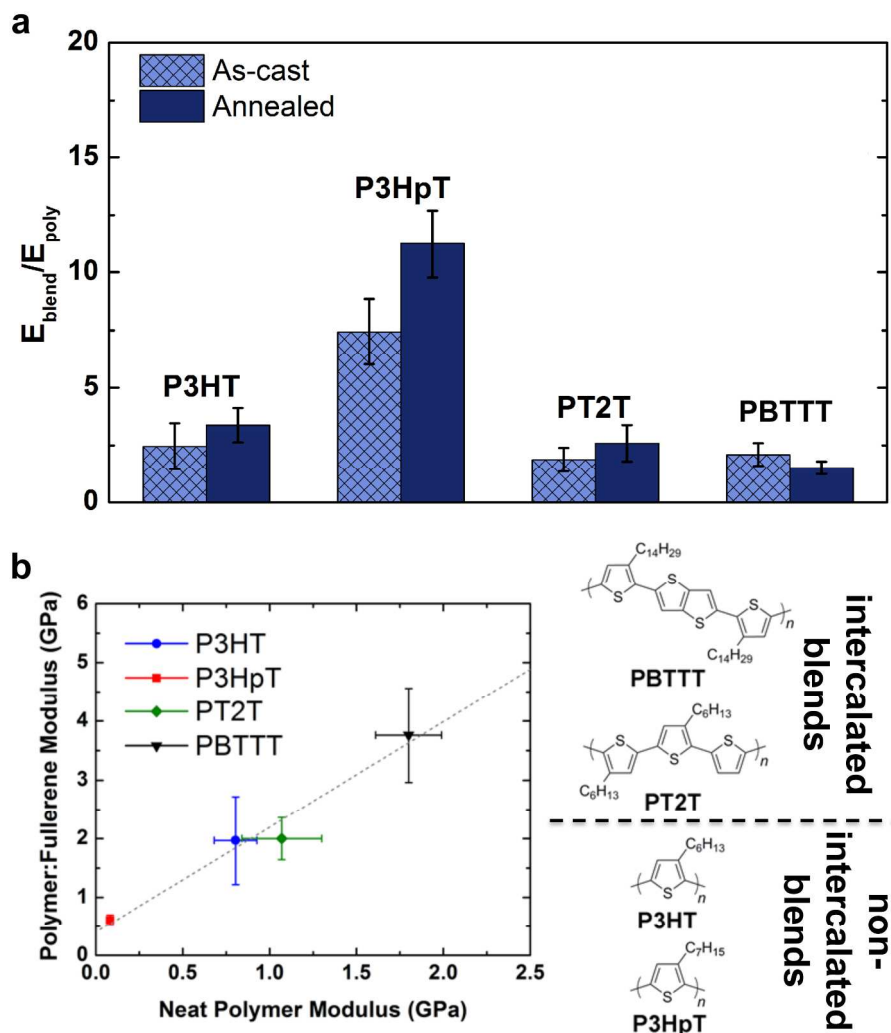 a
20
15
10
5
0
E_blend/E_poly
As-cast
Annealed
P3HT
P3HpT
PT2T
PBTTT
b
6
5
4
3
2
1
0
Polymer:Fullerene Modulus (GPa)
P3HT
P3HpT
PT2T
PBTTT
0.0 0.5 1.0 1.5 2.0 2.5
Neat Polymer Modulus (GPa)
C₁₄H₂₉
S
S
S
S
n
C₁₄H₂₉
PBTTT
C₆H₁₃
S
S
S
n
C₆H₁₃
PT2T
intercalated
blends
C₆H₁₃
S
n
P3HT
C₇H₁₅
S
n
P3HpT
non-
intercalated
blends